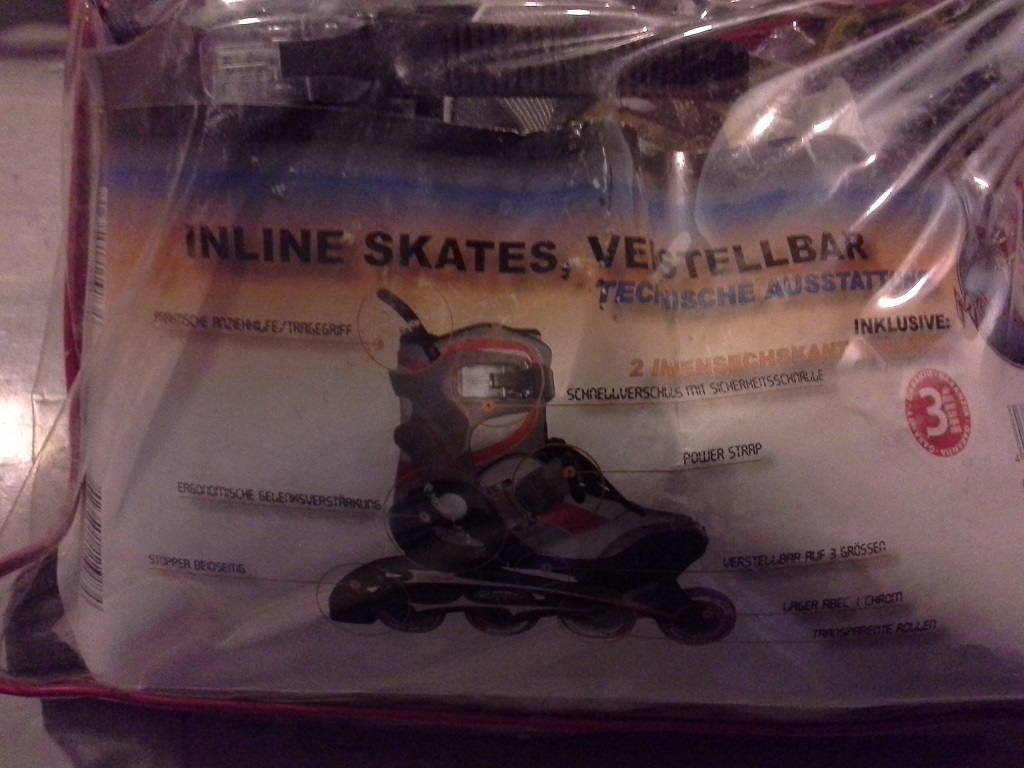 INLINE SKATES, VERSTELLBAR
TECHNISCHE AUSSTATTUNG
PRAKTISCHE ANZIEHHILFE/TRAGEGRIFF
INKLUSIVE:
2 INNENSECHSKANT
SCHNELLVERSCHLUSS MIT SICHERHEITSSCHNALLE
3
POWER STRAP
ERGONOMISCHE GELENKSVERSTÄRKUNG
STOPPER BEIDSEITIG
VERSTELLBAR AUF 3 GRÖSSEN
LAGER ABEC CHROM
TRANSPARENTE ROLLEN